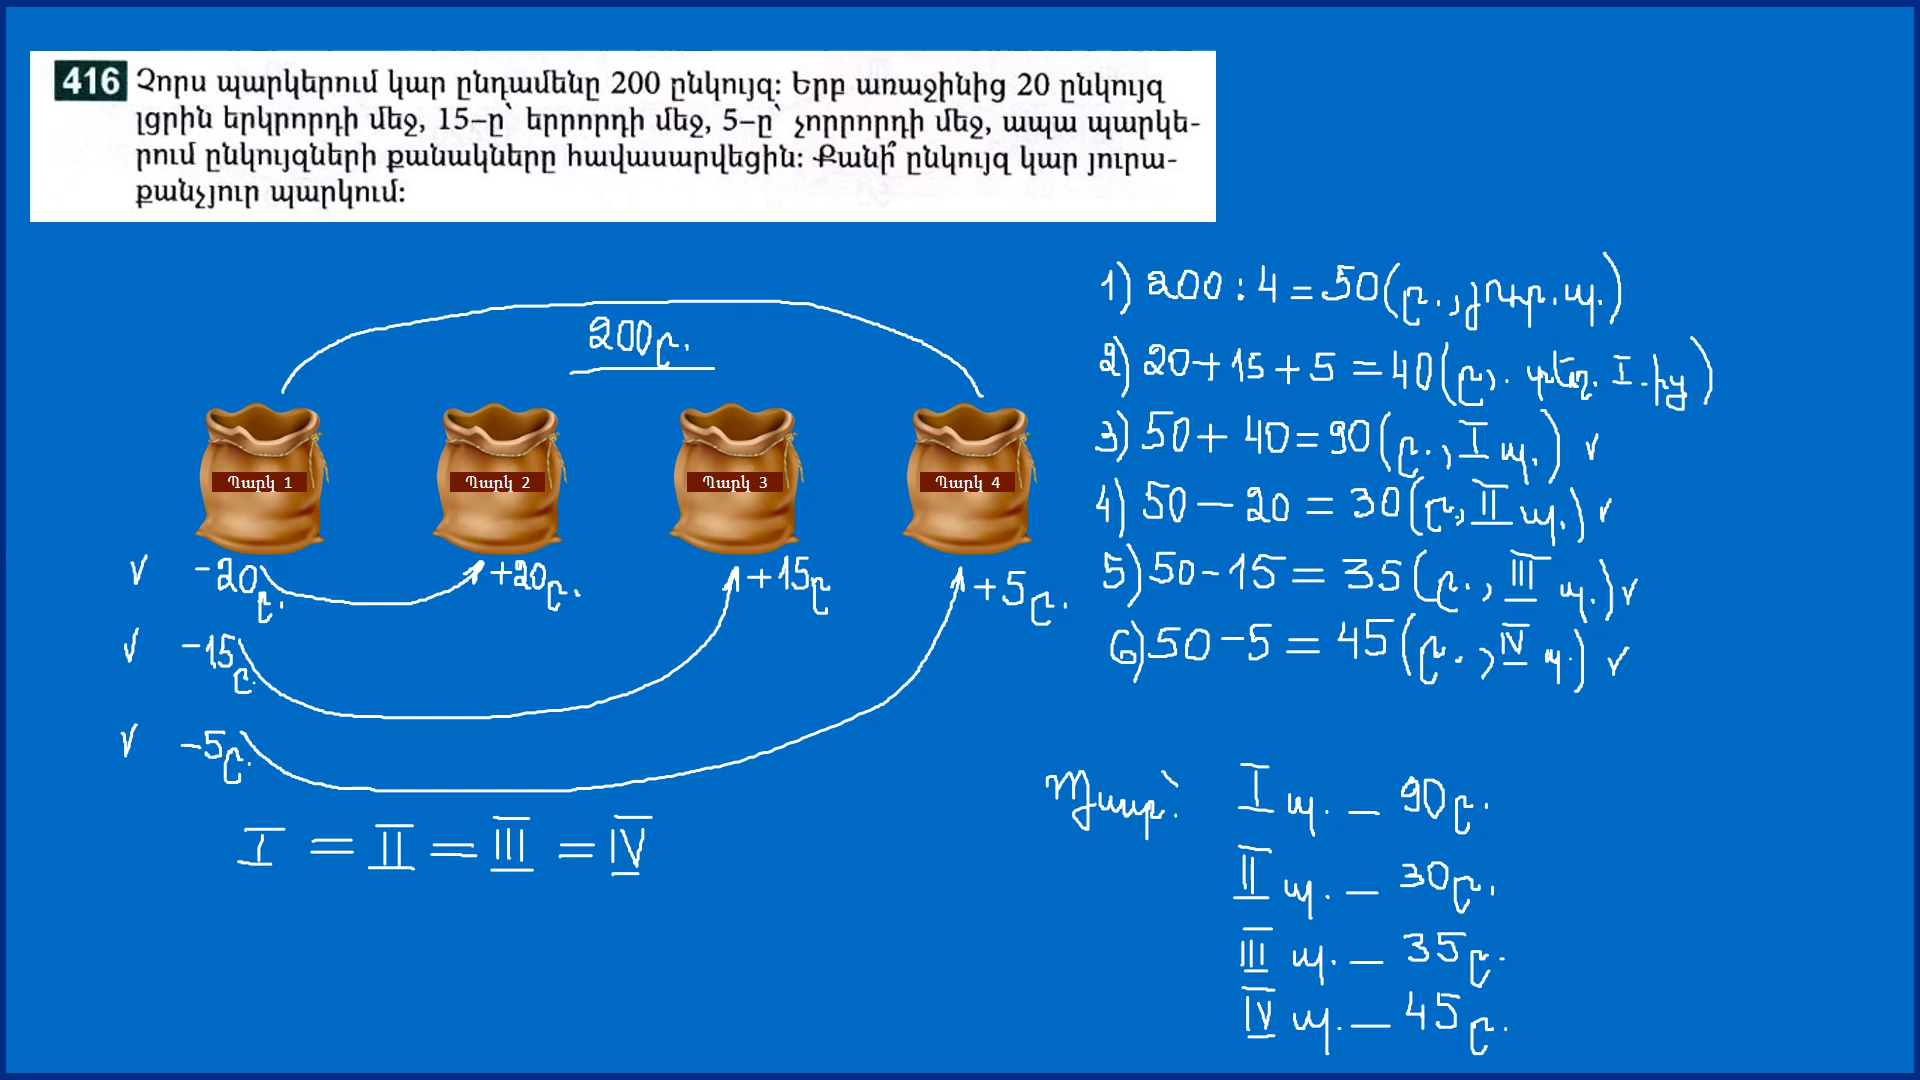 416 Չորս պարկերում կար ընդամենը 200 ընկույզ: Երբ առաջինից 20 ընկույզ
լցրին երկրորդի մեջ, 15–ը՝ երրորդի մեջ, 5–ը՝ չորրորդի մեջ, ապա պարկե-
րում ընկույզների քանակները հավասարվեցին: Քանի՞ ընկույզ կար յուրա-
քանչյուր պարկում:
200ը.
Պարկ 1
Պարկ 2
Պարկ 3
Պարկ 4
-20ը.
+20ը.
+15ը
+5ը.
-15ը.
-5ը.
I = II = III = IV
1) 200 : 4 = 50(ը., յուր. պ.)
2) 20+15+5 = 40(ը. I-ից)
3) 50+ 40=90(ը., I պ.) v
4) 50 – 20 = 30(ը., II պ.) v
5) 50-15 = 35(ը., III պ.) v
6) 50-5 = 45(ը., IV պ.) v
Պատ՝.
I պ. – 90ը.
II պ. – 30ը.
III պ. – 35ը.
IV պ. – 45ը.